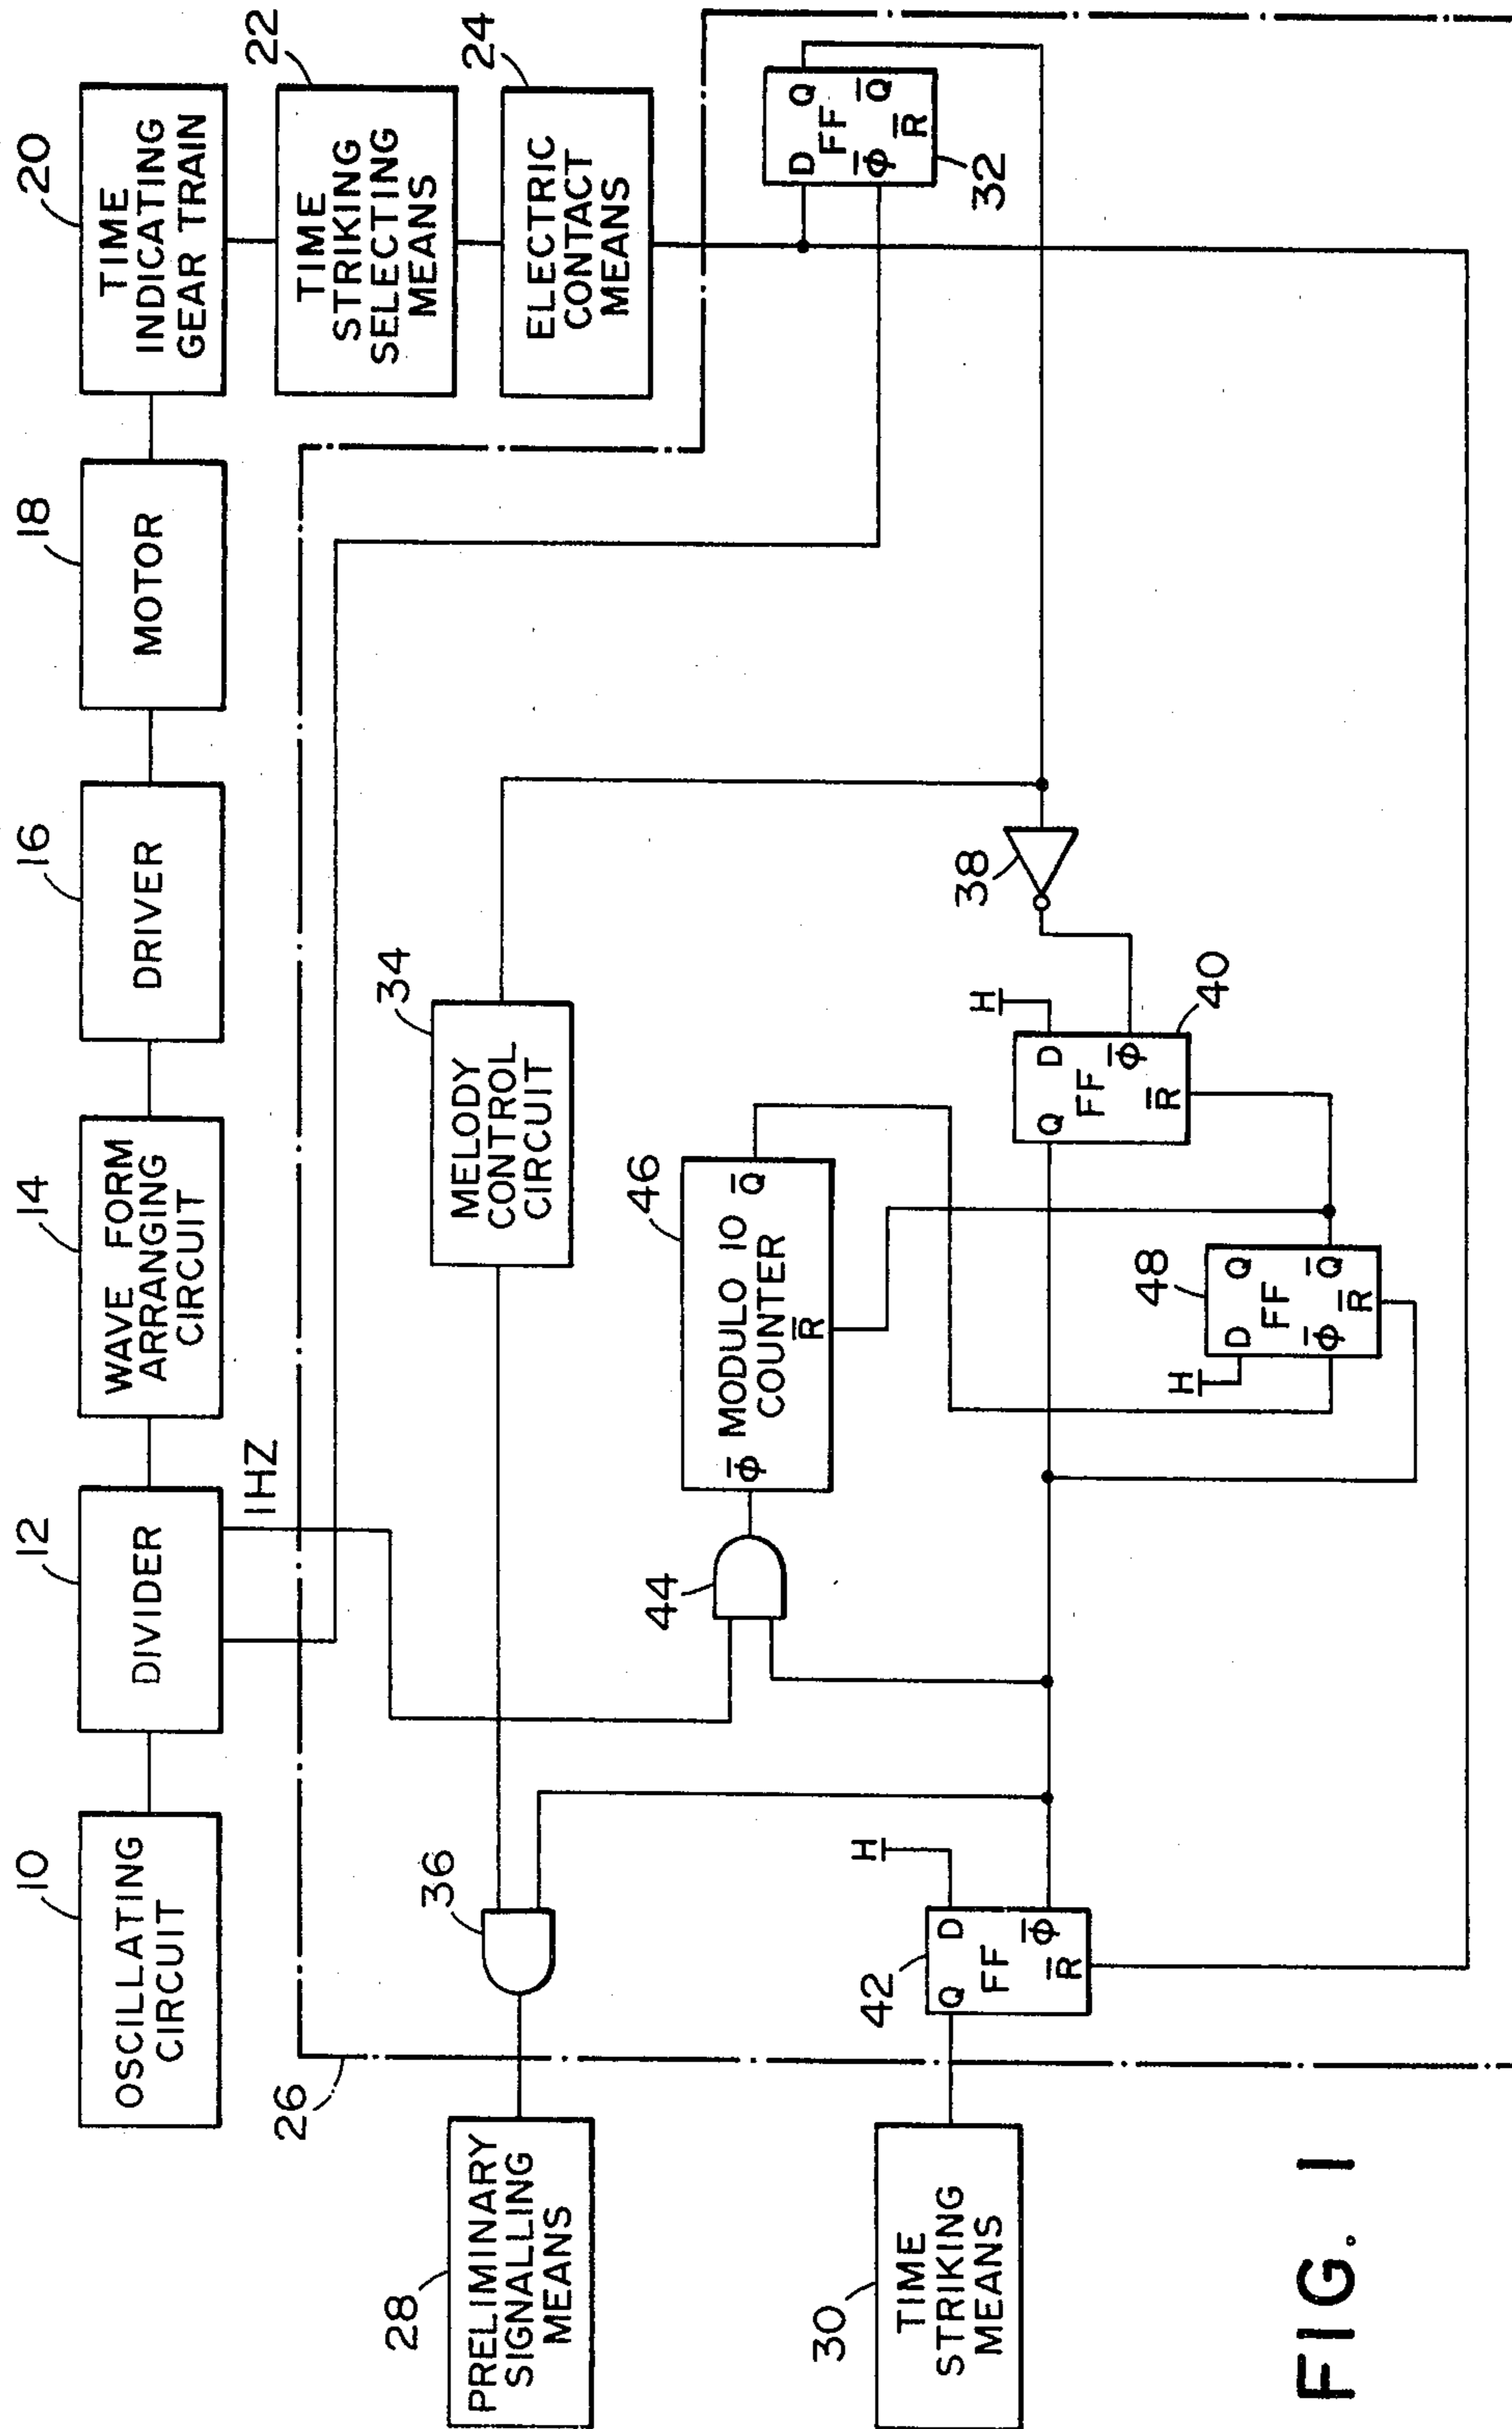 10
OSCILLATING
CIRCUIT
12
DIVIDER
1HZ
14
WAVE FORM
ARRANGING
CIRCUIT
16
DRIVER
18
MOTOR
20
TIME
INDICATING
GEAR TRAIN
22
TIME
STRIKING
SELECTING
MEANS
24
ELECTRIC
CONTACT
MEANS
26
28
PRELIMINARY
SIGNALLING
MEANS
36
34
MELODY
CONTROL
CIRCUIT
D Q
FF
Φ̅ Q̅
R̅
32
44
46
Φ̅ MODULO 10 Q̅
COUNTER
R̅
38
30
TIME
STRIKING
MEANS
42
H
Q D
FF
Φ̅
R̅
H
Q D
FF
Φ̅
R̅
40
48
H
D Q
FF
Φ̅ Q̅
R̅
FIG. 1